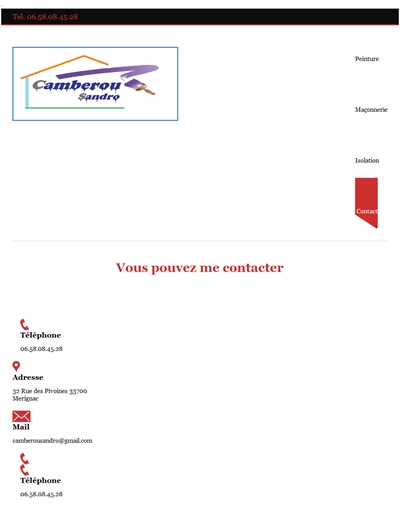 Tel: 06.58.08.45.28
Camberou
Sandro
Peinture
Maçonnerie
Isolation
Contact
Vous pouvez me contacter
Téléphone
06.58.08.45.28
Adresse
32 Rue des Pivoines 33700
Merignac
Mail
camberousandro@gmail.com
Téléphone
06.58.08.45.28